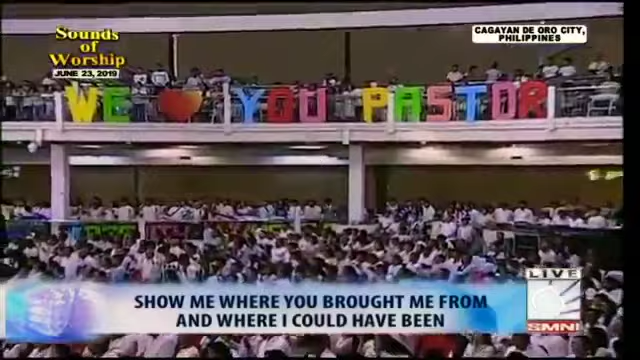 Sounds
of
Worship
JUNE 23, 2019
CAGAYAN DE ORO CITY,
PHILIPPINES
WE YOU PASTOR
LIVE
SMNI
SHOW ME WHERE YOU BROUGHT ME FROM
AND WHERE I COULD HAVE BEEN